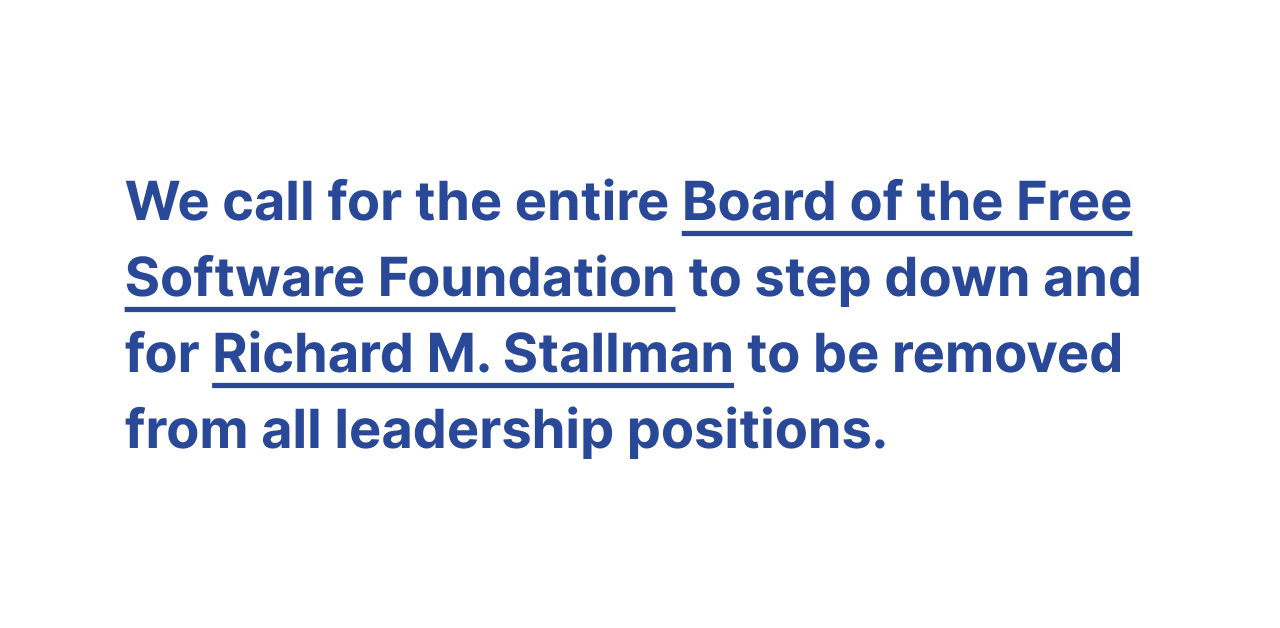 We call for the entire Board of the Free
Software Foundation to step down and
for Richard M. Stallman to be removed
from all leadership positions.